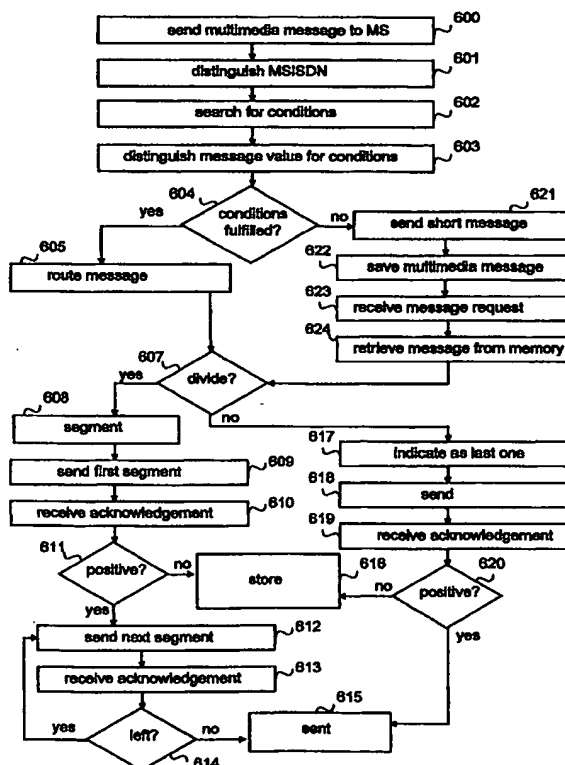 send multimedia message to MS
600
distinguish MSISDN
601
search for conditions
602
distinguish message value for conditions
603
604
yes
conditions
fulfilled?
no
621
send short message
605
route message
622
save multimedia message
623
receive message request
624
retrieve message from memory
607
yes
divide?
no
608
segment
617
indicate as last one
send first segment
609
618
send
receive acknowledgement
610
619
receive acknowledgement
611
positive?
no
store
616
no
positive?
620
yes
yes
send next segment
612
receive acknowledgement
613
615
yes
left?
no
sent
614